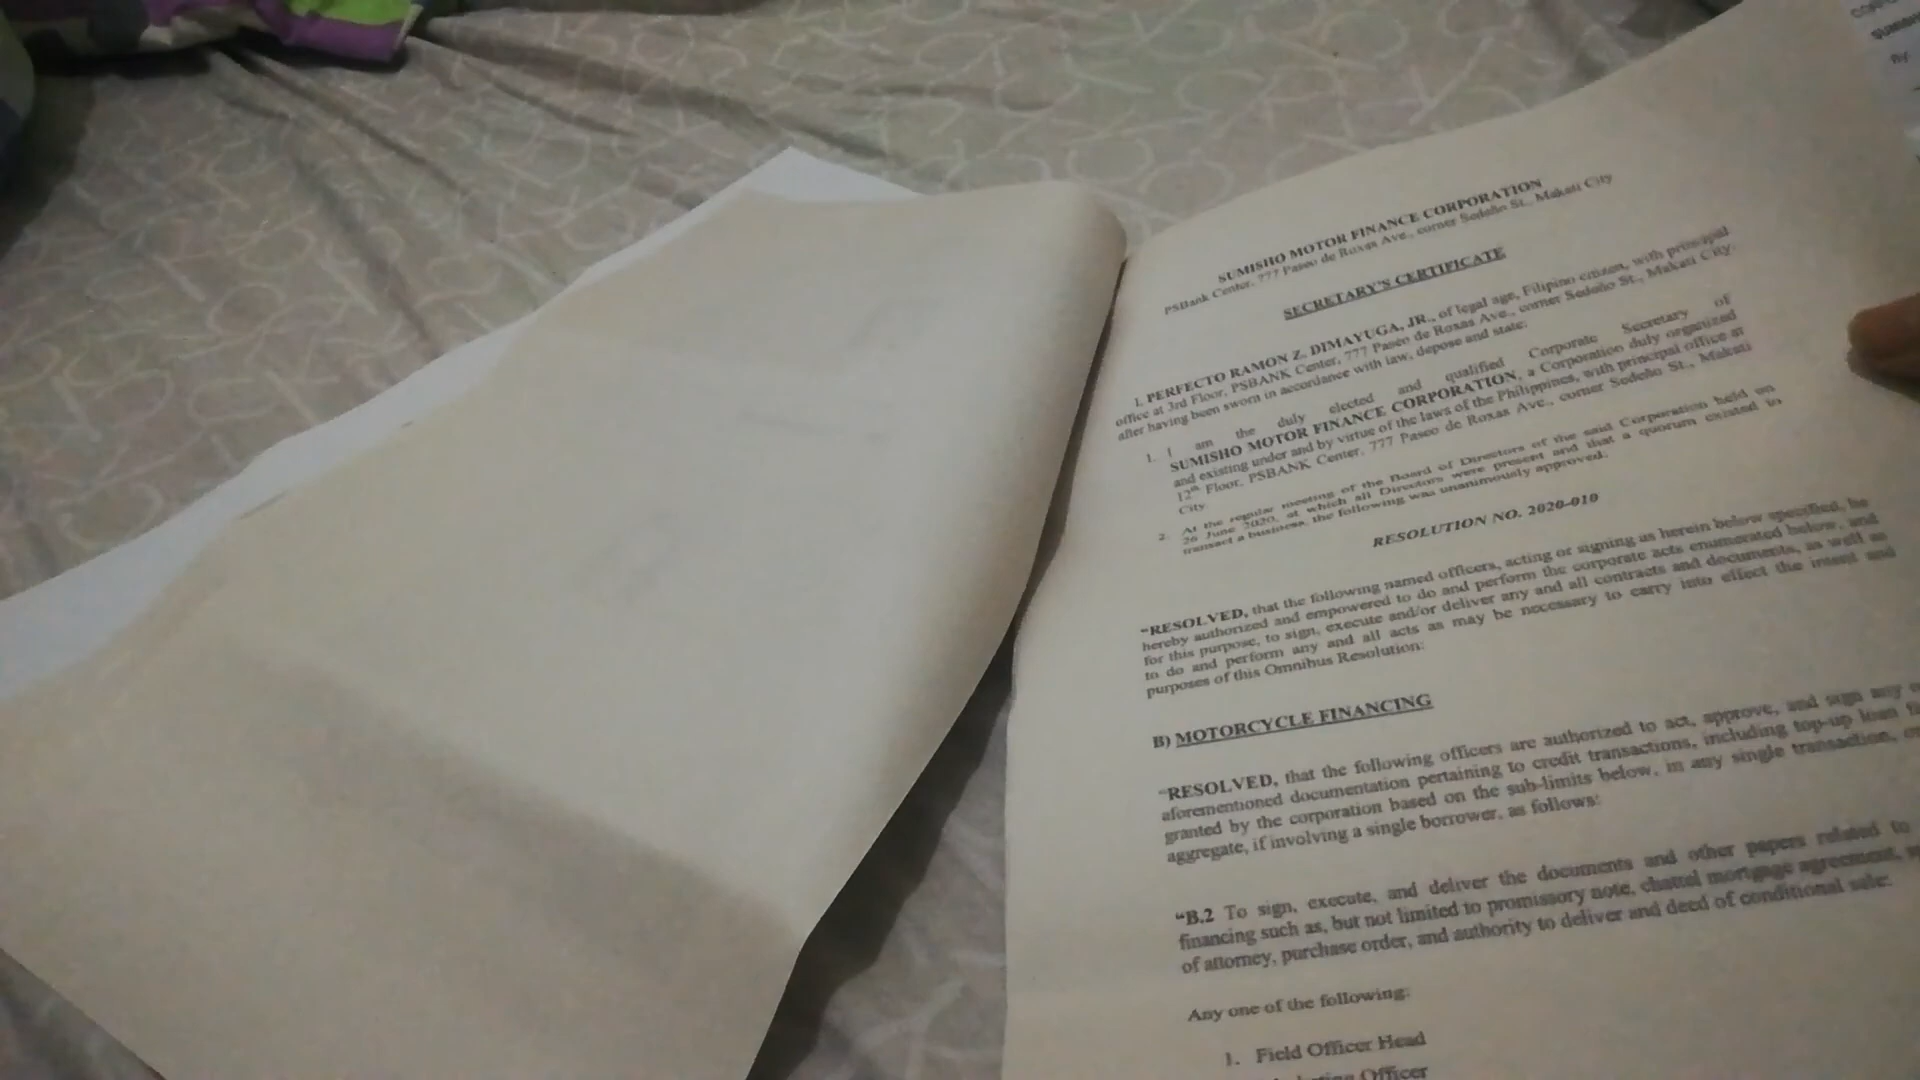 SUMISHO MOTOR FINANCE CORPORATION
PSBank Center, 777 Paseo de Roxas Ave., corner Sedeño St., Makati City
SECRETARY'S CERTIFICATE
I, PERFECTO RAMON Z. DIMAYUGA, JR., of legal age, Filipino citizen, with principal
office at 3rd Floor, PSBANK Center, 777 Paseo de Roxas Ave., corner Sedeño St., Makati City,
after having been sworn in accordance with law, depose and state:
1. I am the duly elected and qualified Corporate Secretary of
SUMISHO MOTOR FINANCE CORPORATION, a Corporation duly organized
and existing under and by virtue of the laws of the Philippines, with principal office at
12th Floor, PSBANK Center, 777 Paseo de Roxas Ave., corner Sedeño St., Makati
City.
2. At the regular meeting of the Board of Directors of the said Corporation held on
26 June 2020, at which all Directors were present and that a quorum existed to
transact a business, the following was unanimously approved:
RESOLUTION NO. 2020-010
"RESOLVED, that the following named officers, acting or signing as herein below specified, be
hereby authorized and empowered to do and perform the corporate acts enumerated below, and
for this purpose, to sign, execute and/or deliver any and all contracts and documents, as well as
to do and perform any and all acts as may be necessary to carry into effect the intent and
purposes of this Omnibus Resolution:
B) MOTORCYCLE FINANCING
"RESOLVED, that the following officers are authorized to act, approve, and sign any
aforementioned documentation pertaining to credit transactions, including top-up loan
granted by the corporation based on the sub-limits below, in any single transaction,
aggregate, if involving a single borrower, as follows:
"B.2 To sign, execute, and deliver the documents and other papers related to
financing such as, but not limited to promissory note, chattel mortgage agreement,
of attorney, purchase order, and authority to deliver and deed of conditional sale:
Any one of the following:
1. Field Officer Head
Officer
By